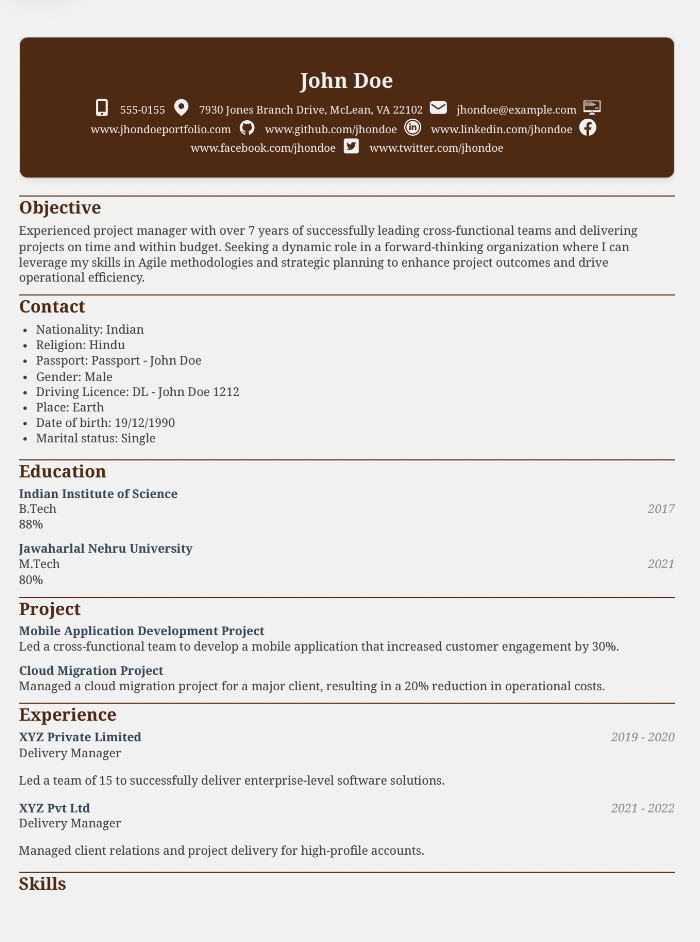 John Doe
555-0155 7930 Jones Branch Drive, McLean, VA 22102 jhondoe@example.com
www.jhondoeportfolio.com www.github.com/jhondoe www.linkedin.com/jhondoe
www.facebook.com/jhondoe www.twitter.com/jhondoe
Objective
Experienced project manager with over 7 years of successfully leading cross-functional teams and delivering
projects on time and within budget. Seeking a dynamic role in a forward-thinking organization where I can
leverage my skills in Agile methodologies and strategic planning to enhance project outcomes and drive
operational efficiency.
Contact
• Nationality: Indian
• Religion: Hindu
• Passport: Passport - John Doe
• Gender: Male
• Driving Licence: DL - John Doe 1212
• Place: Earth
• Date of birth: 19/12/1990
• Marital status: Single
Education
Indian Institute of Science
B.Tech 2017
88%
Jawaharlal Nehru University
M.Tech 2021
80%
Project
Mobile Application Development Project
Led a cross-functional team to develop a mobile application that increased customer engagement by 30%.
Cloud Migration Project
Managed a cloud migration project for a major client, resulting in a 20% reduction in operational costs.
Experience
XYZ Private Limited 2019 - 2020
Delivery Manager
Led a team of 15 to successfully deliver enterprise-level software solutions.
XYZ Pvt Ltd 2021 - 2022
Delivery Manager
Managed client relations and project delivery for high-profile accounts.
Skills